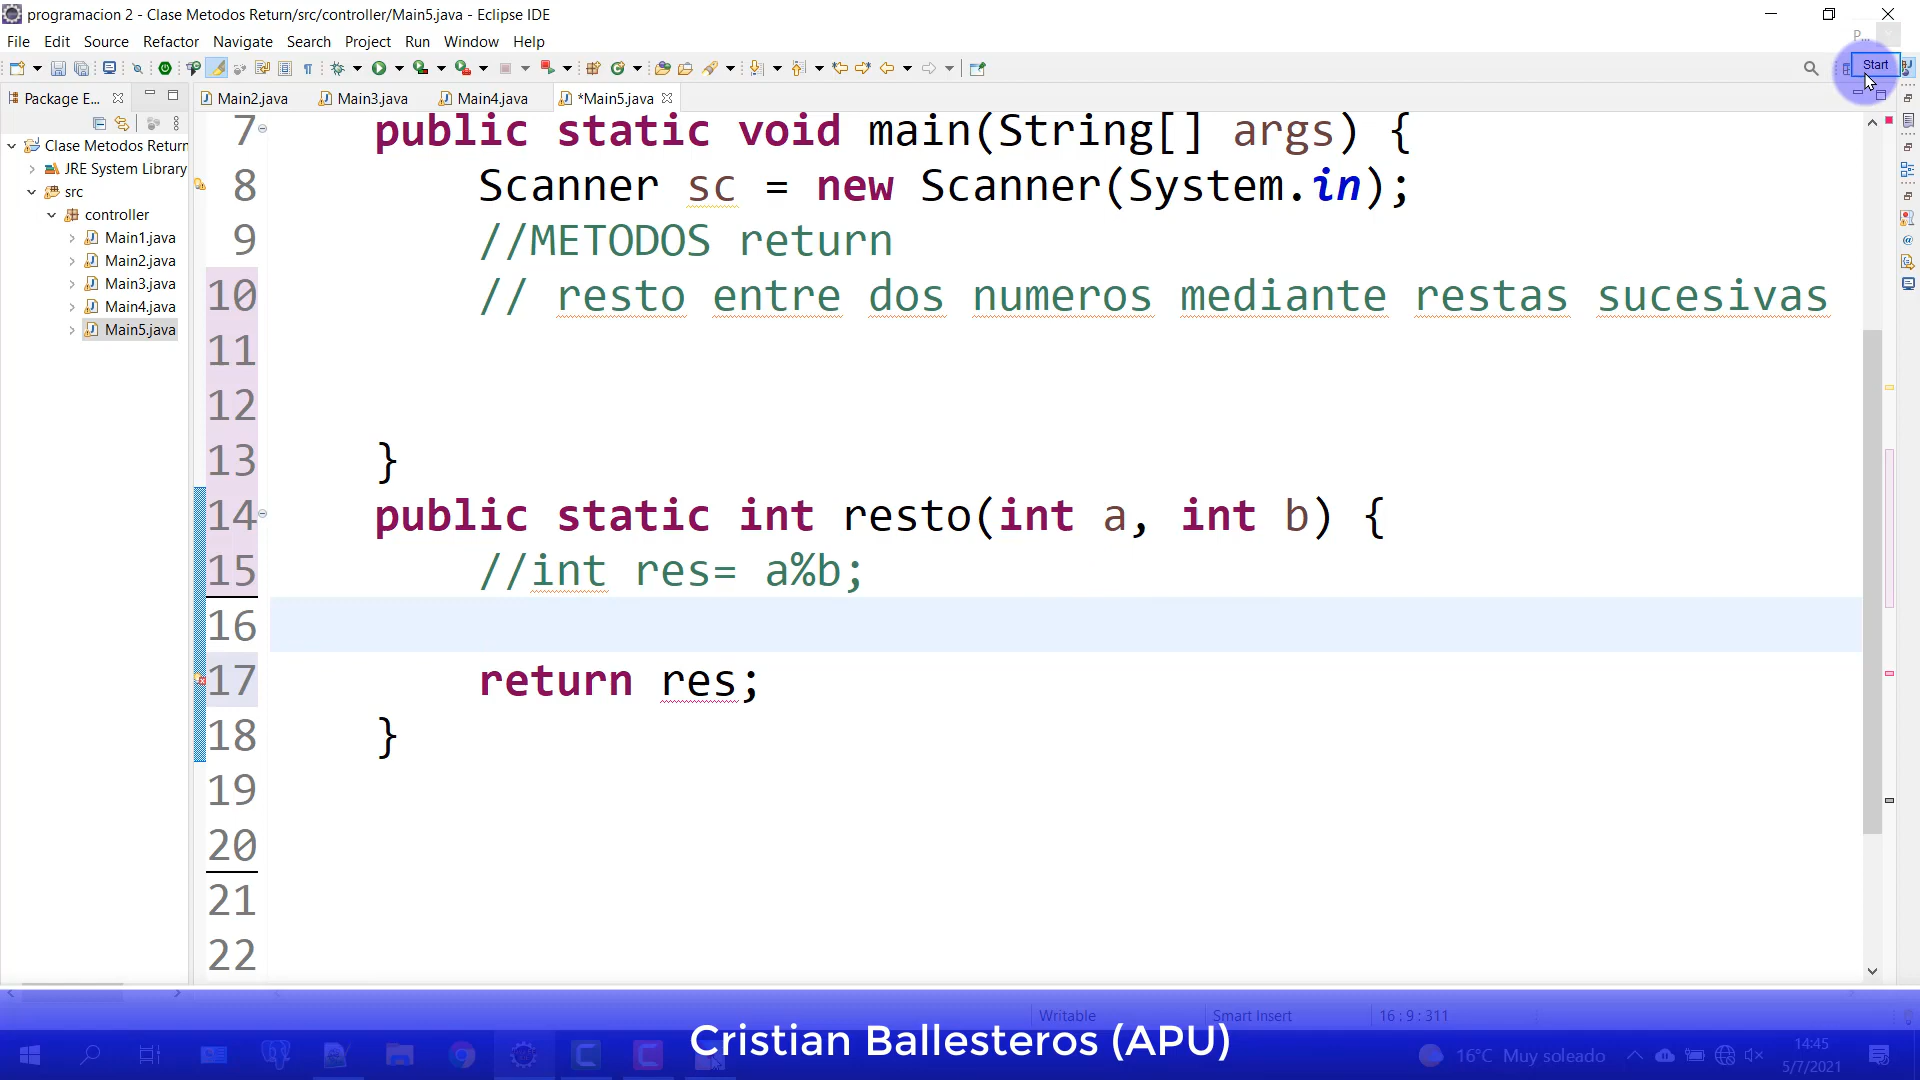 programacion 2 - Clase Metodos Return/src/controller/Main5.java - Eclipse IDE
File Edit Source Refactor Navigate Search Project Run Window Help
P...
Start
Package E...
Main2.java Main3.java Main4.java *Main5.java
Clase Metodos Return
JRE System Library
src
controller
Main1.java
Main2.java
Main3.java
Main4.java
Main5.java
7 public static void main(String[] args) {
8 Scanner sc = new Scanner(System.in);
9 //METODOS return
10 // resto entre dos numeros mediante restas sucesivas
11
12
13 }
14 public static int resto(int a, int b) {
15 //int res= a%b;
16
17 return res;
18 }
19
20
21
22
Writable Smart Insert 16 : 9 : 311
Cristian Ballesteros (APU)
16°C Muy soleado
14:45
5/7/2021